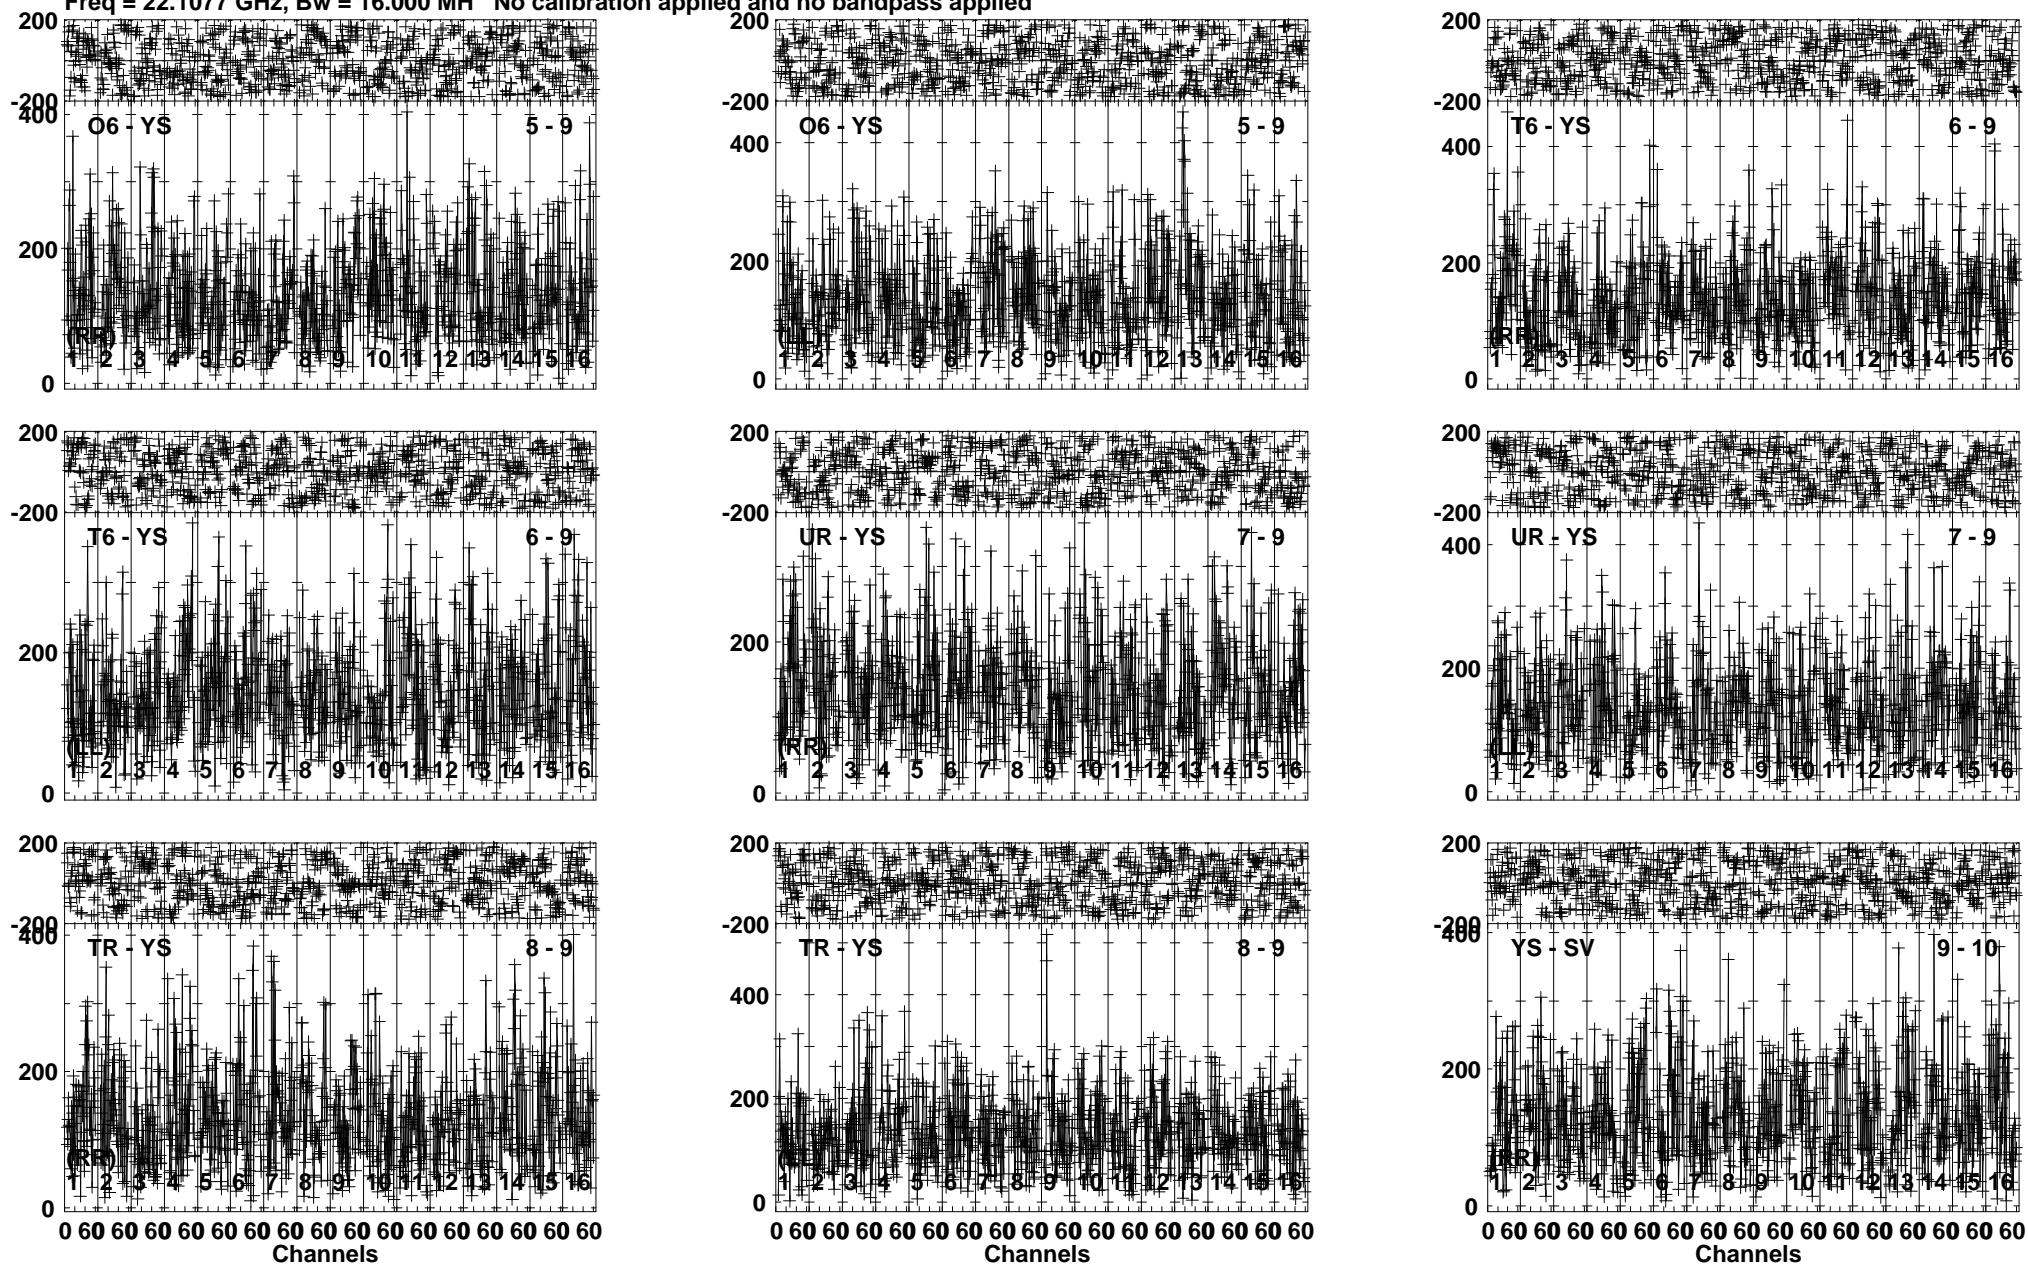 Freq = 22.1077 GHz, Bw = 16.000 MH No calibration applied and no bandpass applied
200 200 200
-200 -200 -200
400 O6 - YS 5 - 9
400 O6 - YS 5 - 9
400 T6 - YS 6 - 9
200 200 200
(RR) (LL) (RR)
1 2 3 4 5 6 7 8 9 10 11 12 13 14 15 16
1 2 3 4 5 6 7 8 9 10 11 12 13 14 15 16
1 2 3 4 5 6 7 8 9 10 11 12 13 14 15 16
0 0 0
200 200 200
-200 -200 -200
T6 - YS 6 - 9
UR - YS 7 - 9
400 UR - YS 7 - 9
200 200 200
(LL) (RR) (LL)
1 2 3 4 5 6 7 8 9 10 11 12 13 14 15 16
1 2 3 4 5 6 7 8 9 10 11 12 13 14 15 16
1 2 3 4 5 6 7 8 9 10 11 12 13 14 15 16
0 0 0
200 200 200
-200 -200 -200
400 TR - YS 8 - 9
400 TR - YS 8 - 9
400 YS - SV 9 - 10
200 200 200
(RR) (LL) (RR)
1 2 3 4 5 6 7 8 9 10 11 12 13 14 15 16
1 2 3 4 5 6 7 8 9 10 11 12 13 14 15 16
1 2 3 4 5 6 7 8 9 10 11 12 13 14 15 16
0 0 0
0 60 60 60 60 60 60 60 60 60 60 60 60 60 60 60 60
0 60 60 60 60 60 60 60 60 60 60 60 60 60 60 60 60
0 60 60 60 60 60 60 60 60 60 60 60 60 60 60 60 60
Channels Channels Channels